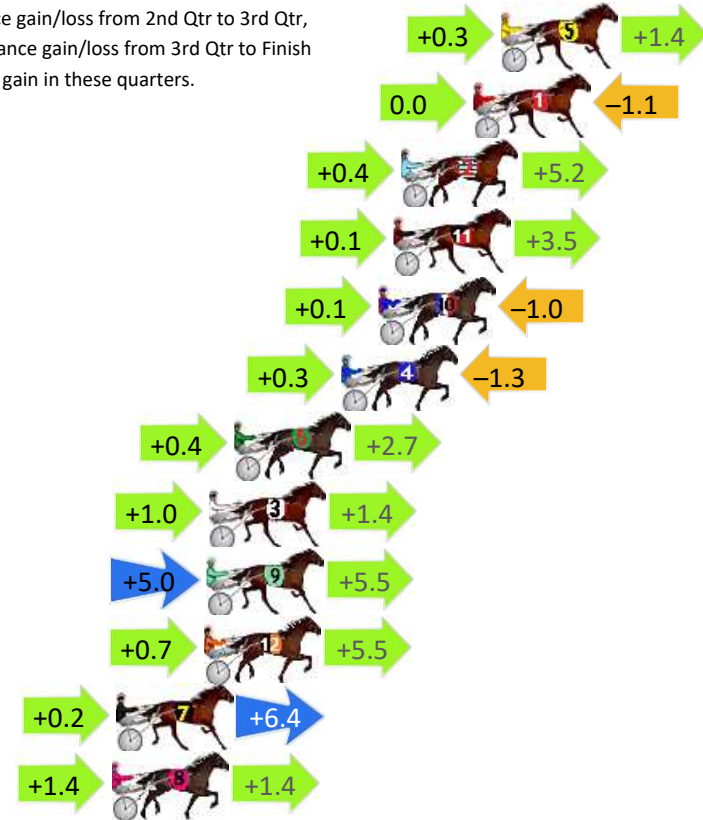 ce gain/loss from 2nd Qtr to 3rd Qtr,
ance gain/loss from 3rd Qtr to Finish
gain in these quarters.
+0.3 5 +1.4
0.0 1 –1.1
+0.4 +5.2
+0.1 11 +3.5
+0.1 10 –1.0
+0.3 4 –1.3
+0.4 +2.7
+1.0 3 +1.4
+5.0 9 +5.5
+0.7 12 +5.5
+0.2 7 +6.4
+1.4 8 +1.4